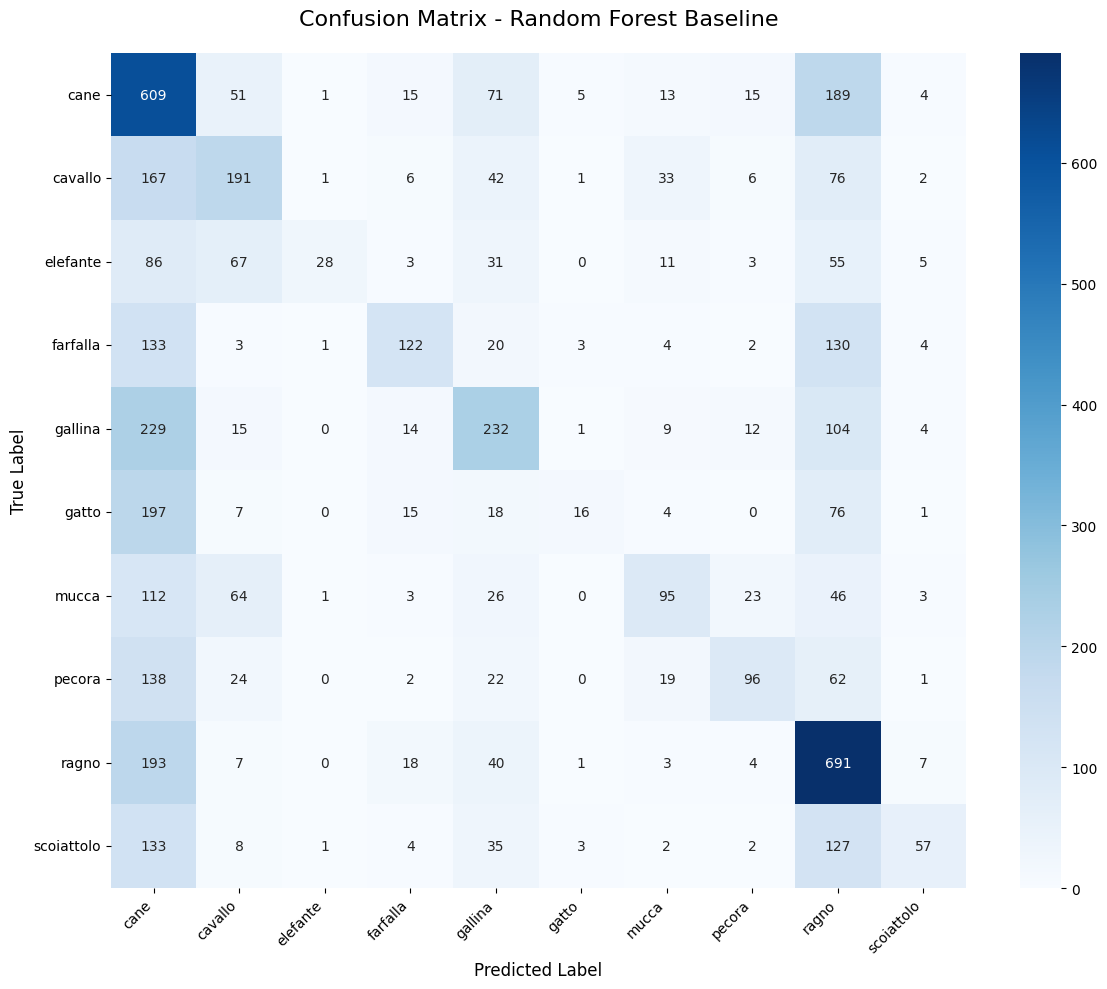 Confusion Matrix - Random Forest Baseline
cane 609 51 1 15 71 5 13 15 189 4
cavallo 167 191 1 6 42 1 33 6 76 2
elefante 86 67 28 3 31 0 11 3 55 5
farfalla 133 3 1 122 20 3 4 2 130 4
gallina 229 15 0 14 232 1 9 12 104 4
gatto 197 7 0 15 18 16 4 0 76 1
mucca 112 64 1 3 26 0 95 23 46 3
pecora 138 24 0 2 22 0 19 96 62 1
ragno 193 7 0 18 40 1 3 4 691 7
scoiattolo 133 8 1 4 35 3 2 2 127 57
True Label
cane cavallo elefante farfalla gallina gatto mucca pecora ragno scoiattolo
Predicted Label
600
500
400
300
200
100
0